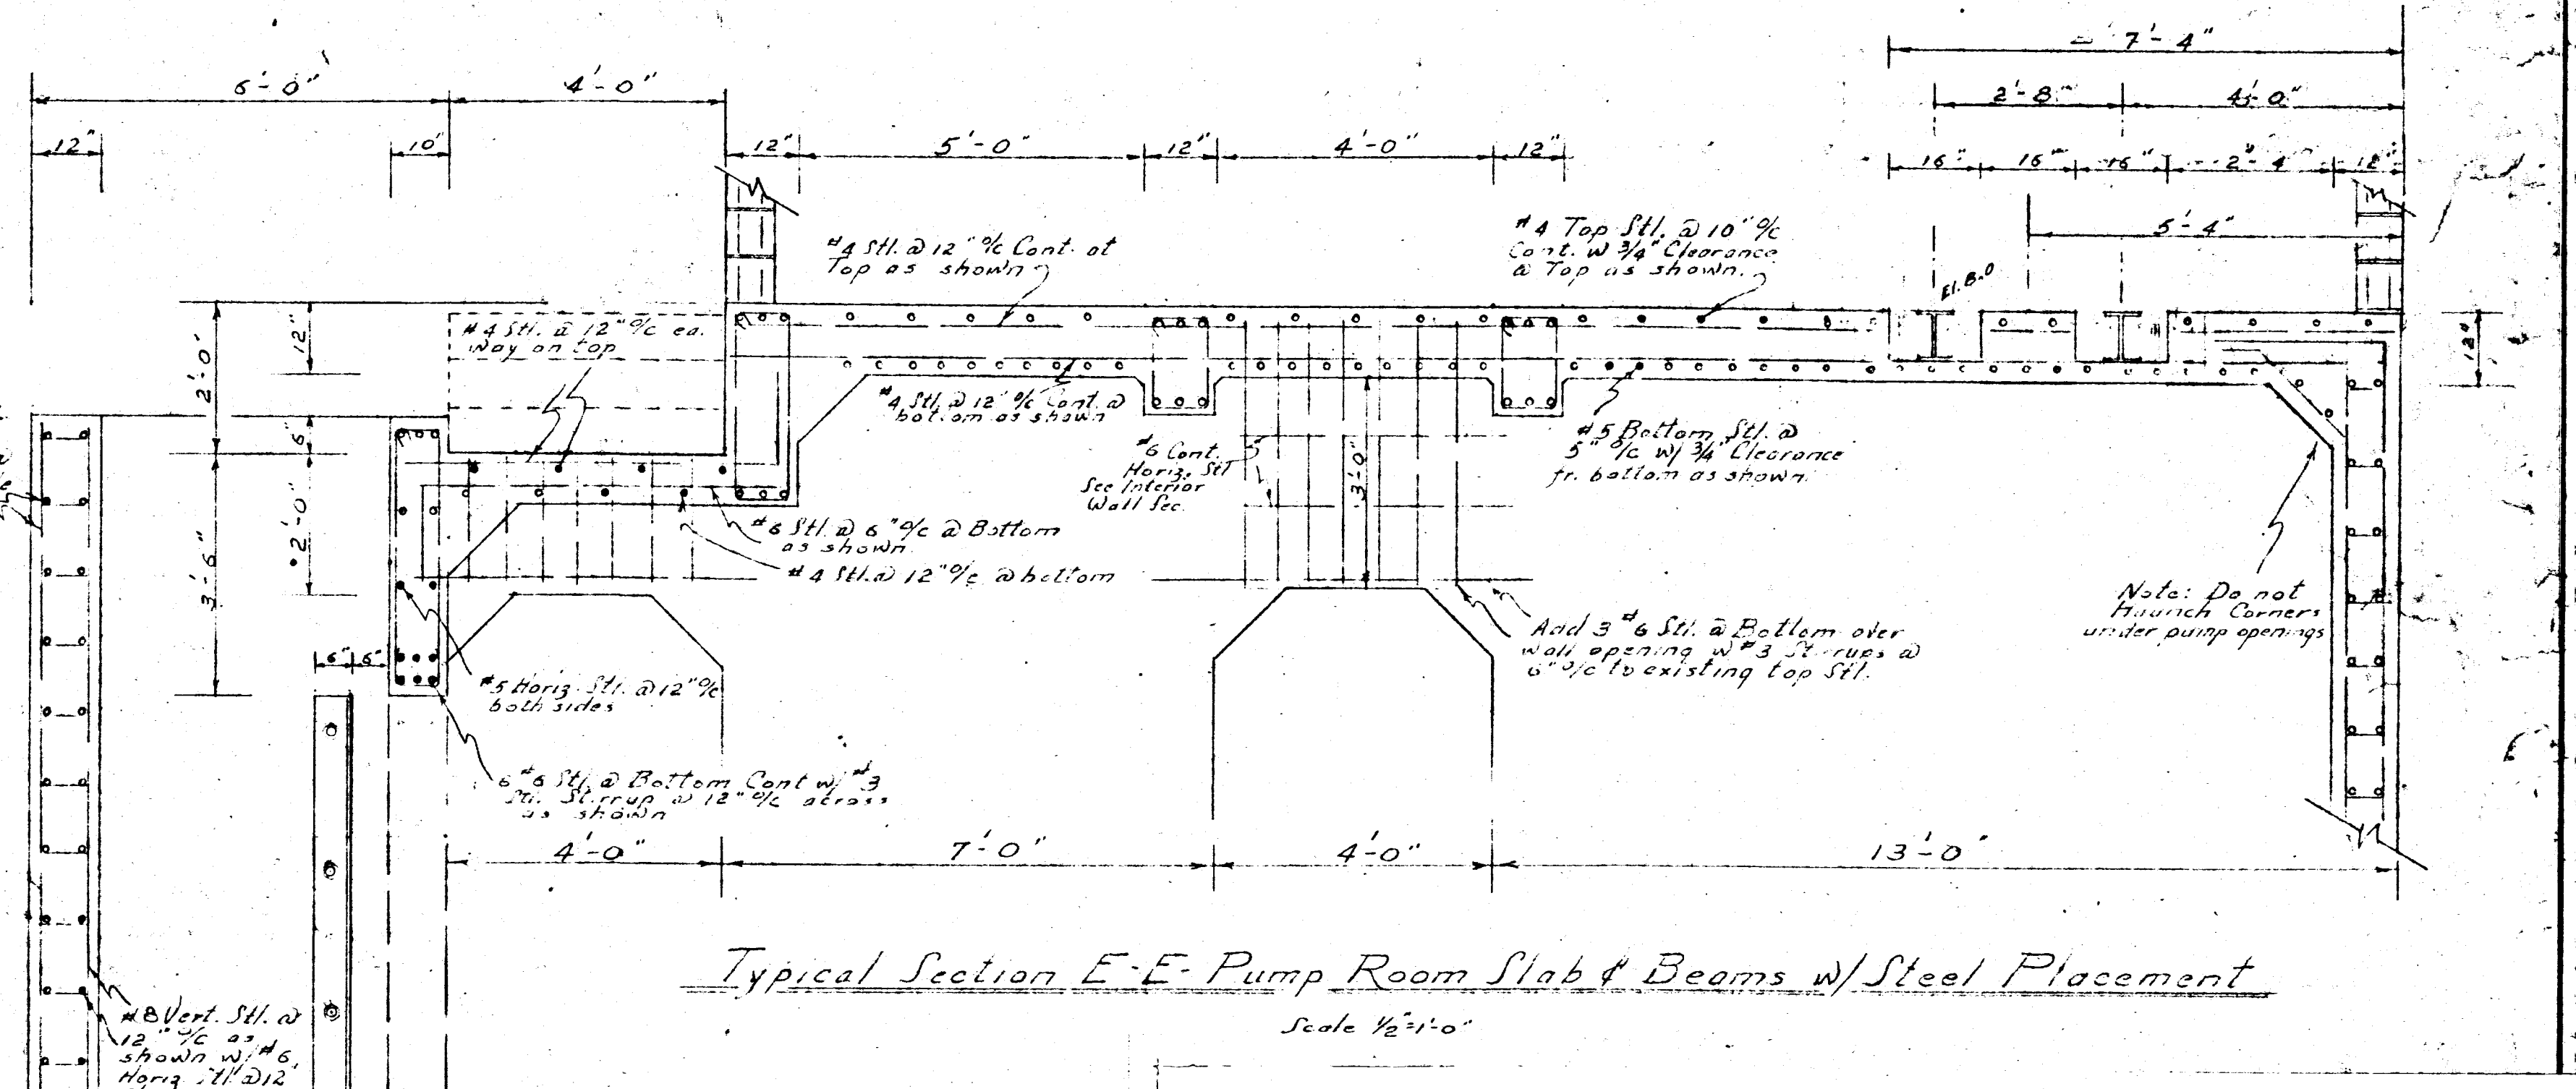 7'-4"
6'-0" 4'-0" 2'-8" 4'-0"
12" 10" 12" 5'-0" 12" 4'-0" 12" 16" 16" 16" 2'-4" 12"
5'-4"
#4 Stl. @ 12" o/c Cont. at
Top as shown
#4 Top Stl. @ 10" o/c
Cont. w 3/4" Clearance
@ Top as shown.
El. 8.0
#4 Stl. @ 12" o/c ea.
way on top
2'-0"
12"
12"
#4 Stl. @ 12" o/c Cont. @
bottom as shown
6"
#6 Cont.
Horiz. Stl
See Interior
Wall Sec.
3'-0"
#5 Bottom Stl. @
5" o/c w/ 3/4" Clearance
fr. bottom as shown.
3'-6"
2'-0"
#6 Stl. @ 6" o/c @ Bottom
as shown
#4 Stl. @ 12" o/c @ bottom
Note: Do not
Haunch Corners
under pump openings
Add 3 #6 Stl. @ Bottom over
wall opening w #3 Stirrups @
6" o/c to existing top Stl.
6" 6"
#5 Horiz. Stl. @ 12" o/c
both sides
6 #6 Stl. @ Bottom Cont w/ #3
Stl. Stirrup @ 12" o/c across
as shown
4'-0" 7'-0" 4'-0" 13'-0"
Typical Section E-E- Pump Room Slab & Beams w/ Steel Placement
Scale 1/2"=1'-0"
#8 Vert. Stl. @
12" o/c as
shown w/ #6
Horiz Stl. @ 12"